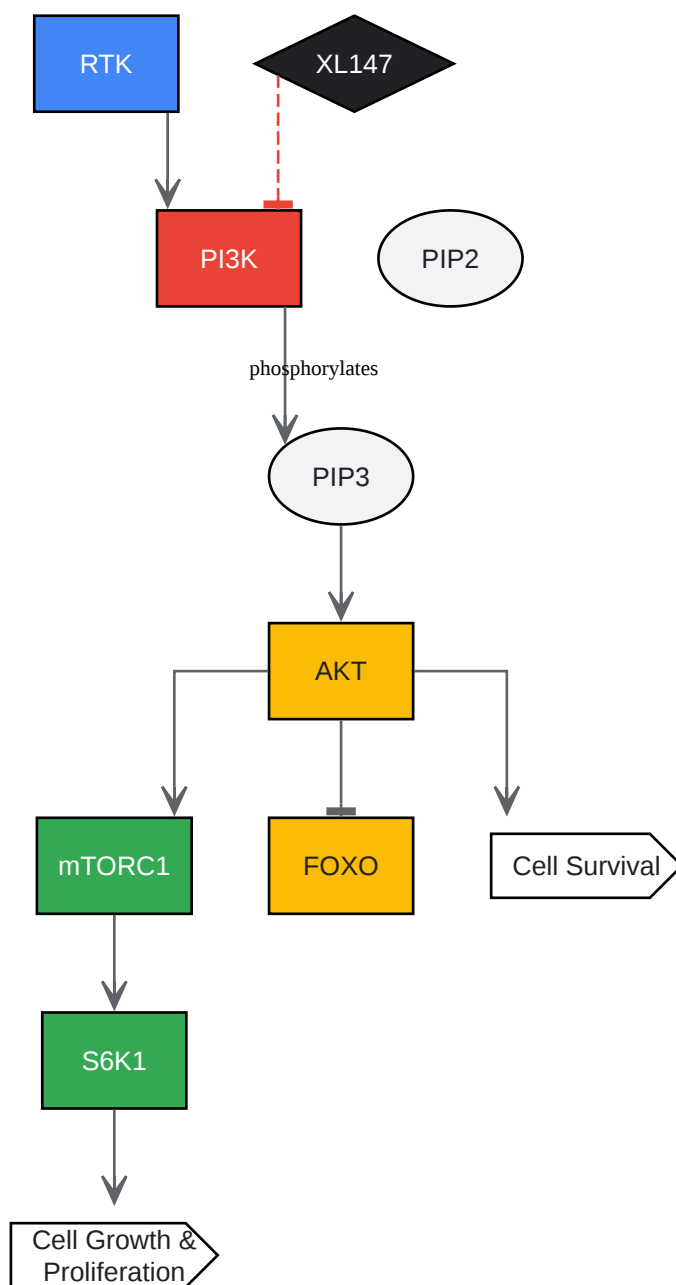 RTK
XL147
PI3K
PIP2
phosphorylates
PIP3
AKT
mTORC1
FOXO
Cell Survival
S6K1
Cell Growth &
Proliferation